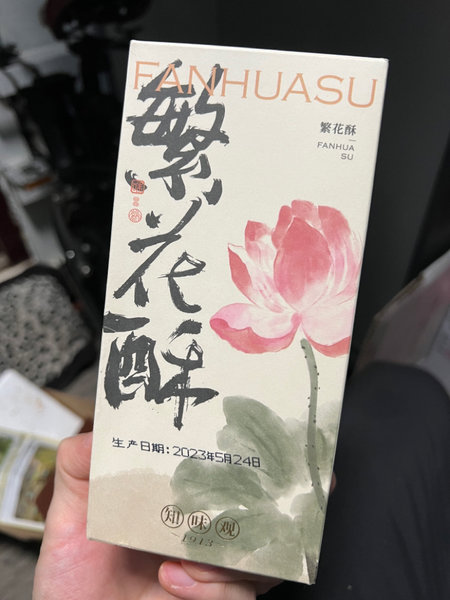 FANHUASU
繁花酥
繁花酥
FANHUA
SU
生产日期：2023年5月24日
知味观
-1913-